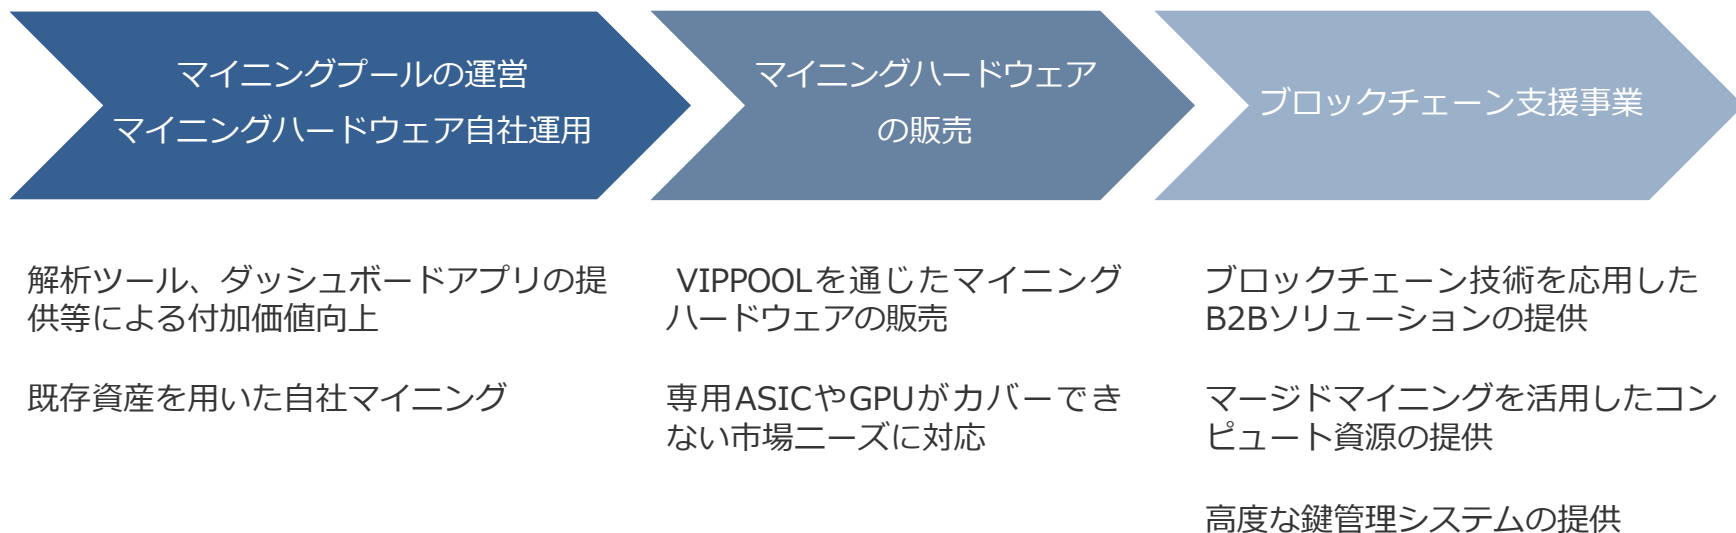 マイニングプールの運営
マイニングハードウェア自社運用
マイニングハードウェア
の販売
ブロックチェーン支援事業
解析ツール、ダッシュボードアプリの提
供等による付加価値向上
既存資産を用いた自社マイニング
VIPPOOLを通じたマイニング
ハードウェアの販売
専用ASICやGPUがカバーでき
ない市場ニーズに対応
ブロックチェーン技術を応用した
B2Bソリューションの提供
マージドマイニングを活用したコン
ピュート資源の提供
高度な鍵管理システムの提供